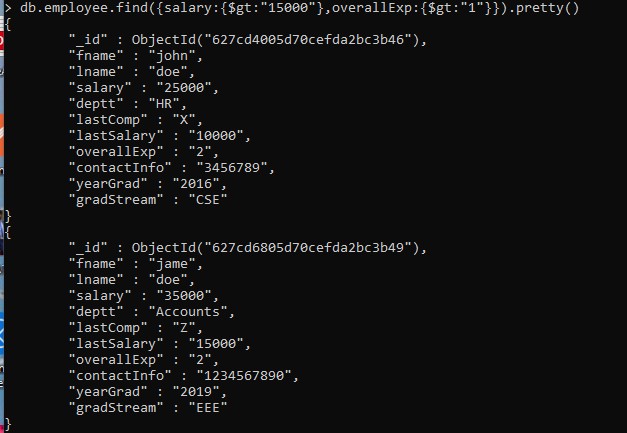 > db.employee.find({salary:{$gt:"15000"},overallExp:{$gt:"1"}}).pretty()
{
"_id" : ObjectId("627cd4005d70cefda2bc3b46"),
"fname" : "john",
"lname" : "doe",
"salary" : "25000",
"deptt" : "HR",
"lastComp" : "X",
"lastSalary" : "10000",
"overallExp" : "2",
"contactInfo" : "3456789",
"yearGrad" : "2016",
"gradStream" : "CSE"
}
{
"_id" : ObjectId("627cd6805d70cefda2bc3b49"),
"fname" : "jame",
"lname" : "doe",
"salary" : "35000",
"deptt" : "Accounts",
"lastComp" : "Z",
"lastSalary" : "15000",
"overallExp" : "2",
"contactInfo" : "1234567890",
"yearGrad" : "2019",
"gradStream" : "EEE"
}